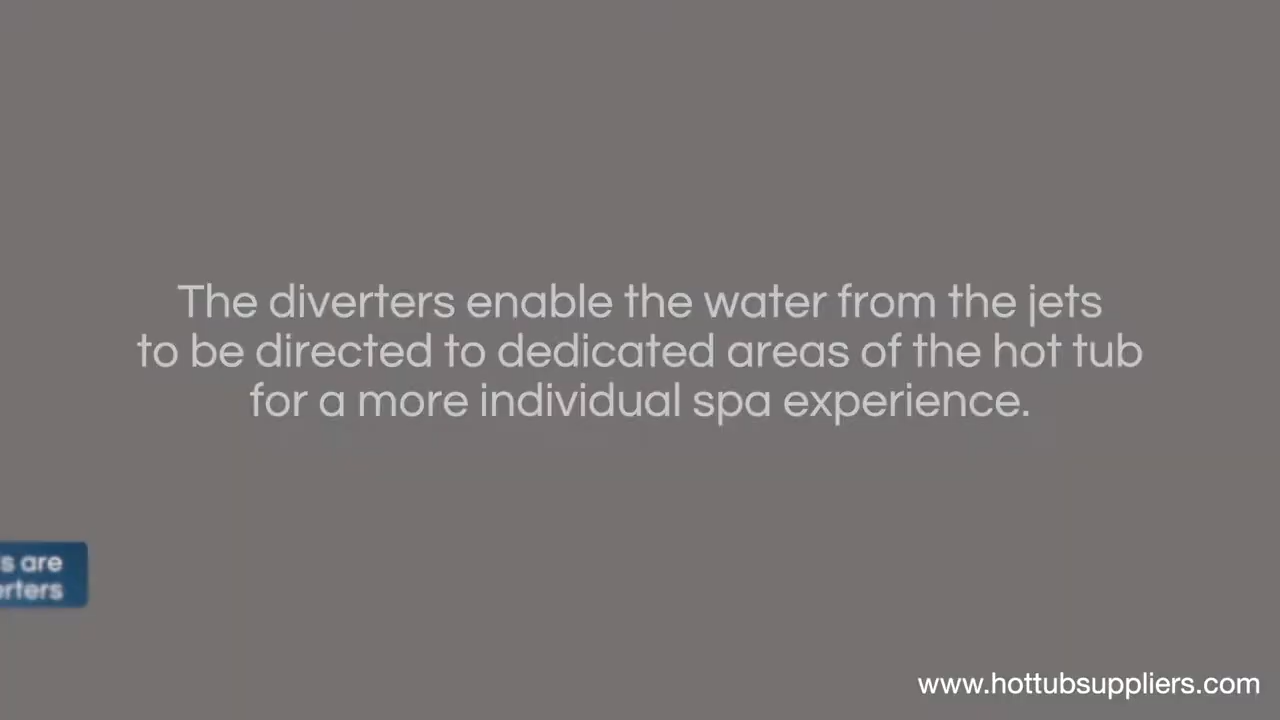 The diverters enable the water from the jets
to be directed to dedicated areas of the hot tub
for a more individual spa experience.
are
www.hottubsuppliers.com